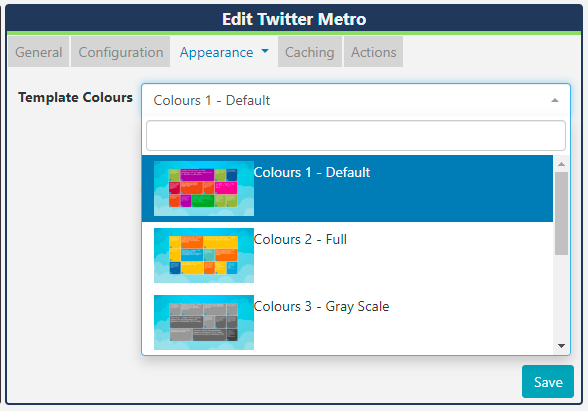 Edit Twitter Metro
General Configuration Appearance Caching Actions
Template Colours Colours 1 - Default
Colours 1 - Default
Colours 2 - Full
Colours 3 - Gray Scale
Save